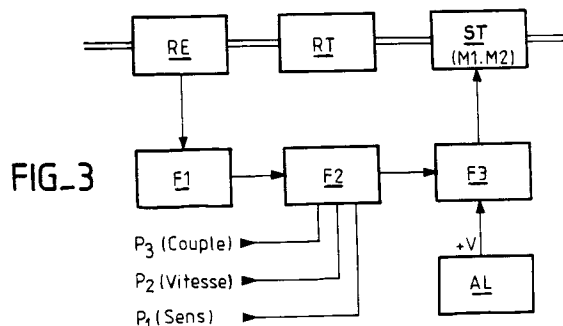 RE
RT
ST
(M1.M2)
FIG_3
F1
F2
F3
P3 (Couple)
P2 (Vitesse)
P1 (Sens)
+V
AL